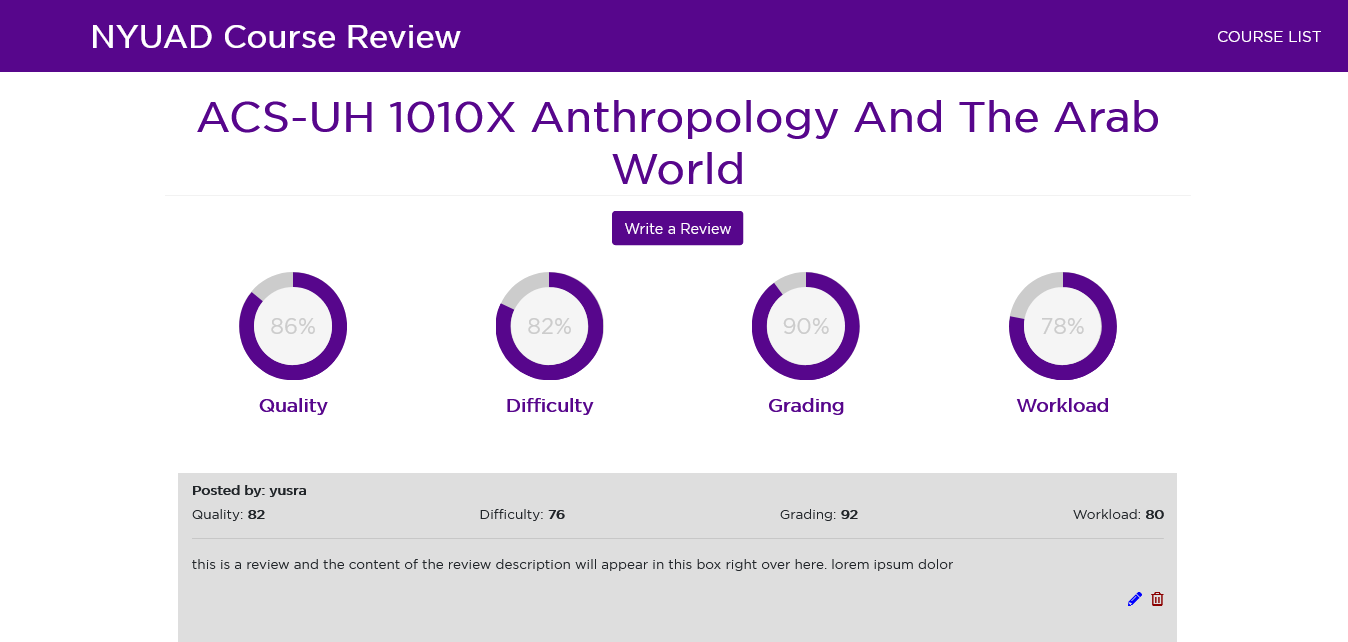 NYUAD Course Review
COURSE LIST
ACS-UH 1010X Anthropology And The Arab
World
Write a Review
86%
82%
90%
78%
Quality
Difficulty
Grading
Workload
Posted by: yusra
Quality: 82
Difficulty: 76
Grading: 92
Workload: 80
this is a review and the content of the review description will appear in this box right over here. lorem ipsum dolor